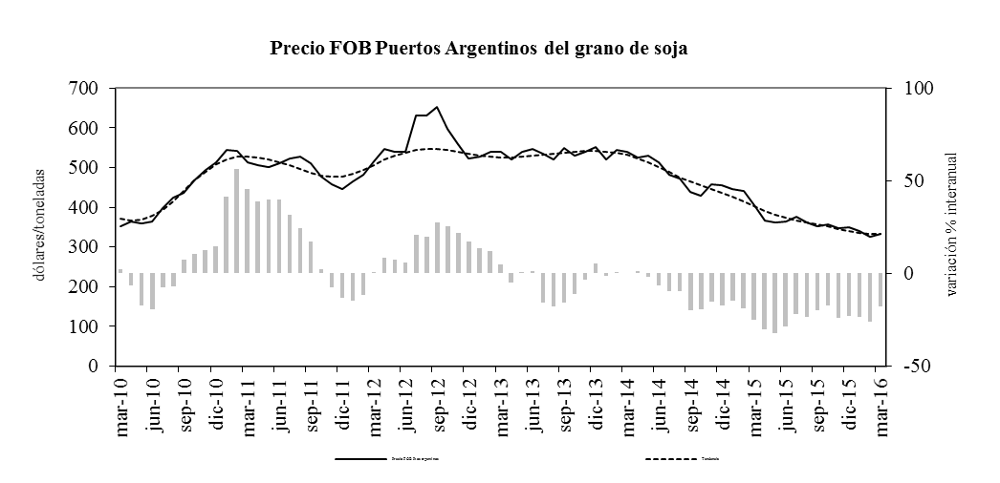 Precio FOB Puertos Argentinos del grano de soja
dólares/toneladas
700
600
500
400
300
200
100
0
100
50
0
-50
variación % interanual
mar-10
jun-10
sep-10
dic-10
mar-11
jun-11
sep-11
dic-11
mar-12
jun-12
sep-12
dic-12
mar-13
jun-13
sep-13
dic-13
mar-14
jun-14
sep-14
dic-14
mar-15
jun-15
sep-15
dic-15
mar-16
Precio FOB
Tendencia